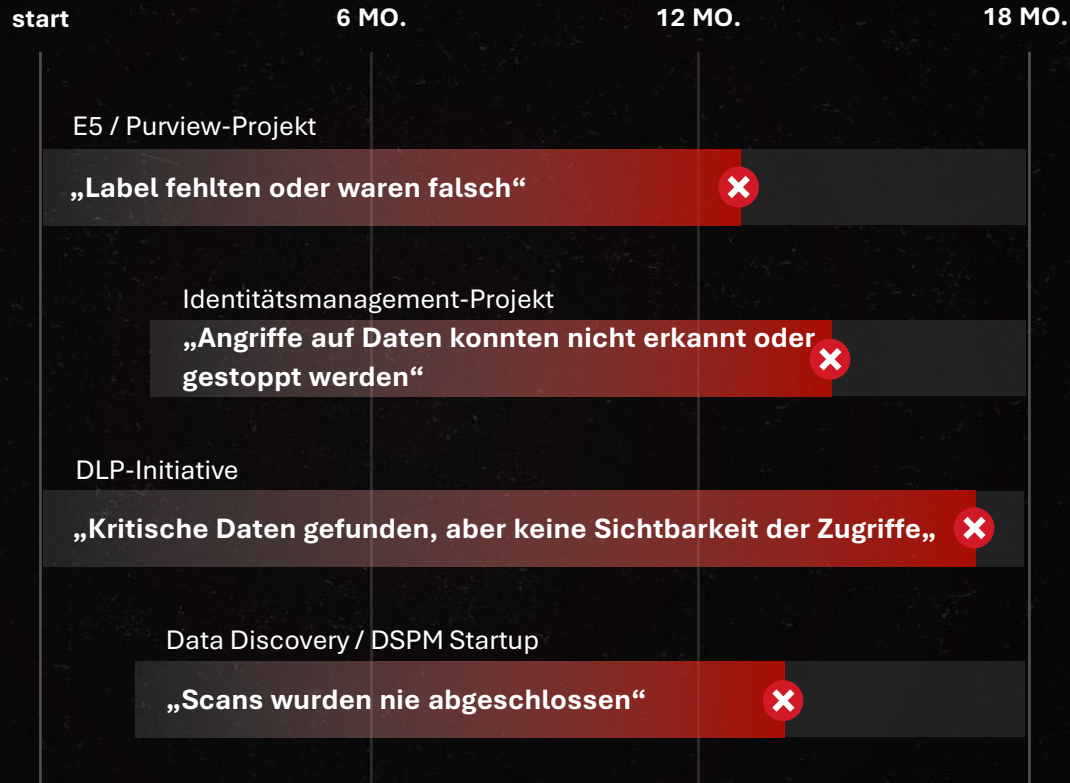 start
6 MO.
12 MO.
18 MO.
E5 / Purview-Projekt
„Label fehlten oder waren falsch“
Identitätsmanagement-Projekt
„Angriffe auf Daten konnten nicht erkannt oder
gestoppt werden“
DLP-Initiative
„Kritische Daten gefunden, aber keine Sichtbarkeit der Zugriffe„
Data Discovery / DSPM Startup
„Scans wurden nie abgeschlossen“